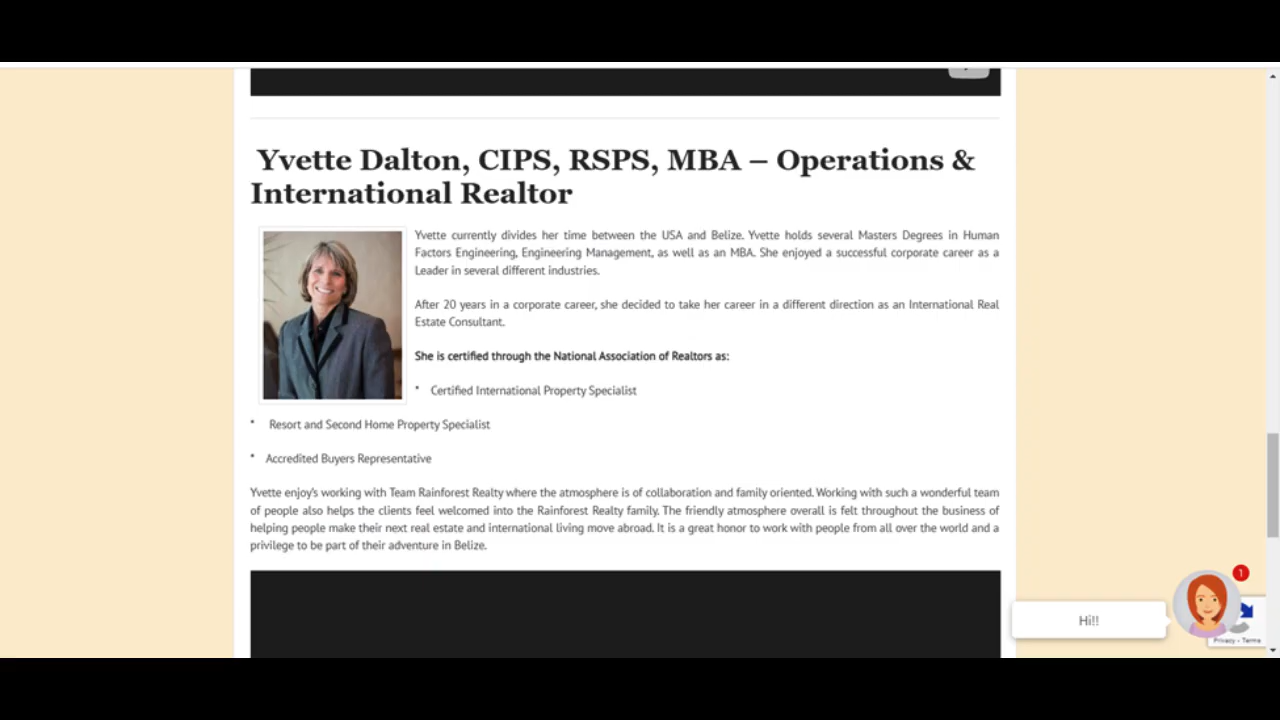 Yvette Dalton, CIPS, RSPS, MBA – Operations &
International Realtor
Yvette currently divides her time between the USA and Belize. Yvette holds several Masters Degrees in Human
Factors Engineering, Engineering Management, as well as an MBA. She enjoyed a successful corporate career as a
Leader in several different industries.
After 20 years in a corporate career, she decided to take her career in a different direction as an International Real
Estate Consultant.
She is certified through the National Association of Realtors as:
* Certified International Property Specialist
* Resort and Second Home Property Specialist
* Accredited Buyers Representative
Yvette enjoy's working with Team Rainforest Realty where the atmosphere is of collaboration and family oriented. Working with such a wonderful team
of people also helps the clients feel welcomed into the Rainforest Realty family. The friendly atmosphere overall is felt throughout the business of
helping people make their next real estate and international living move abroad. It is a great honor to work with people from all over the world and a
privilege to be part of their adventure in Belize.
1
Hi!!
Privacy - Terms